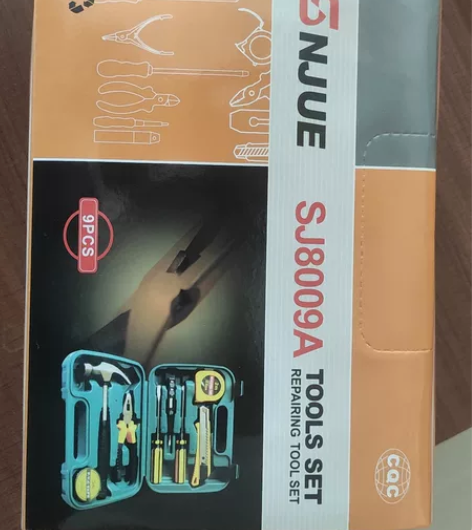 NJUE
SJ8009A
TOOLS SET
REPAIRING TOOL SET
9PCS
CQC